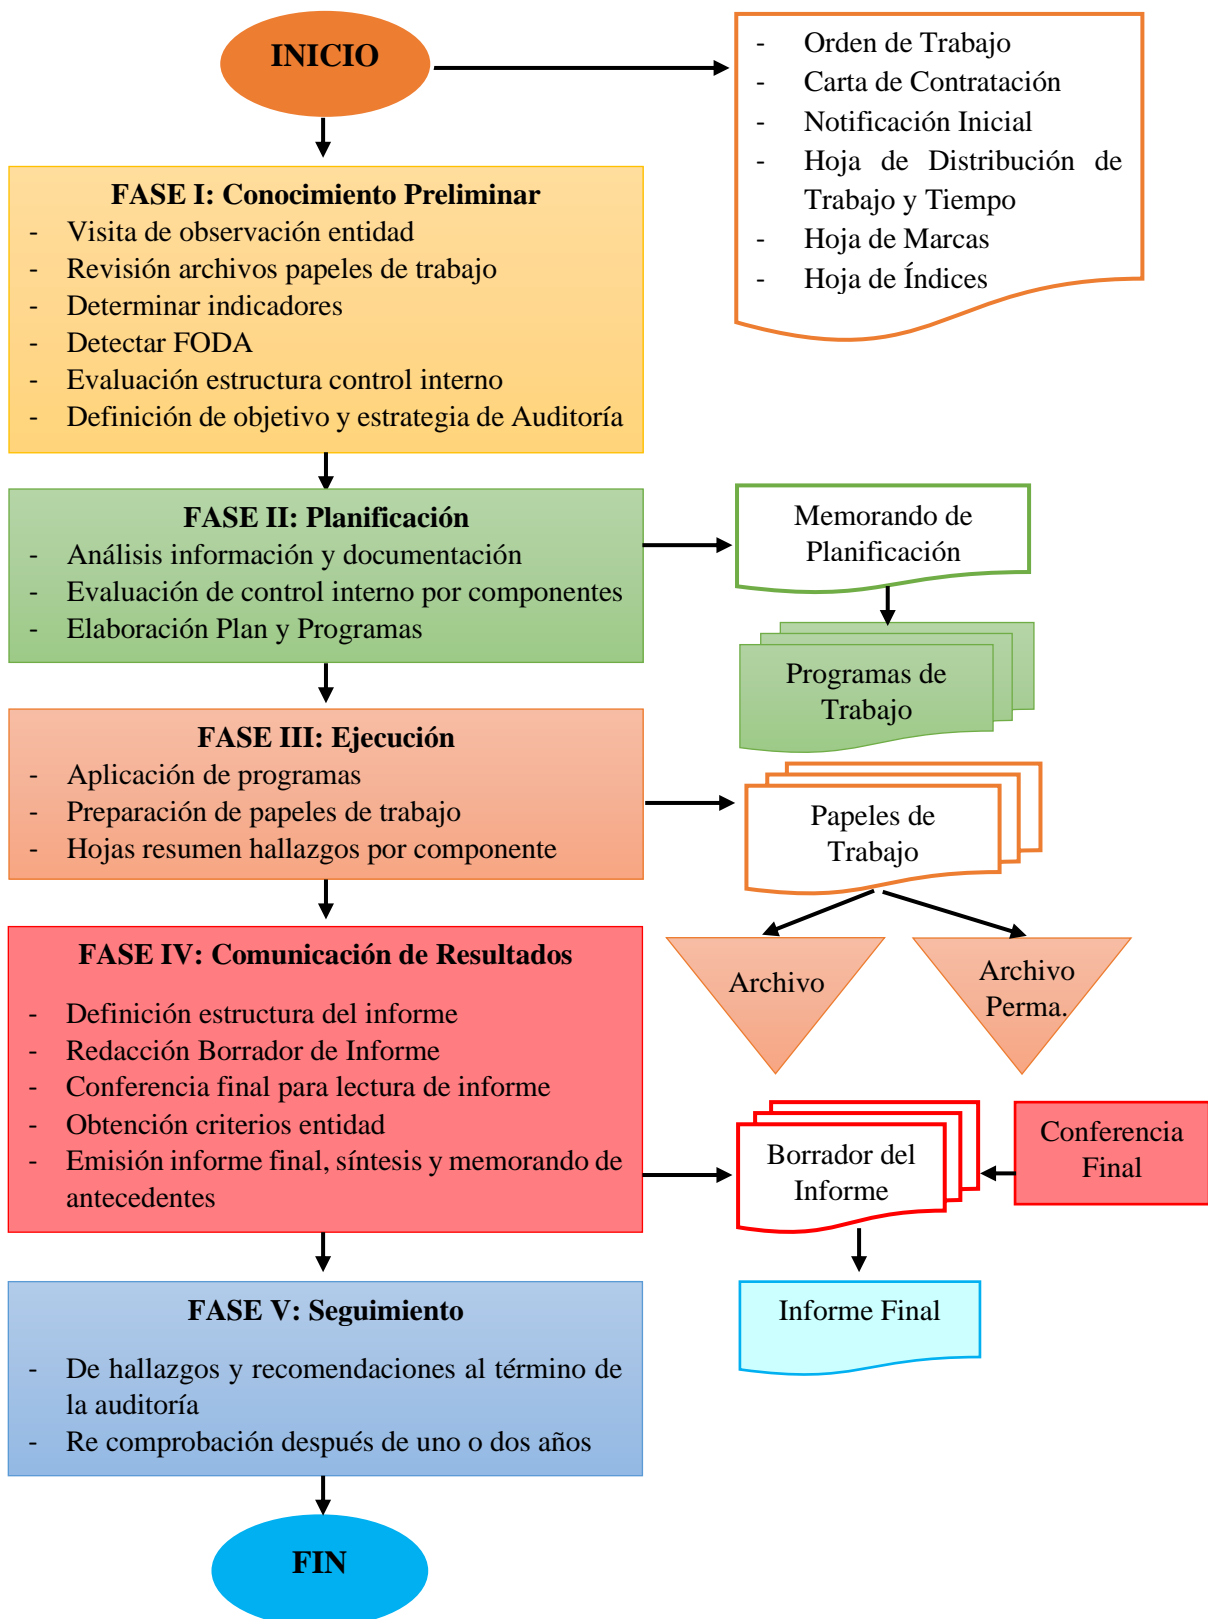 INICIO
- Orden de Trabajo
- Carta de Contratación
- Notificación Inicial
- Hoja de Distribución de
Trabajo y Tiempo
- Hoja de Marcas
- Hoja de Índices
FASE I: Conocimiento Preliminar
- Visita de observación entidad
- Revisión archivos papeles de trabajo
- Determinar indicadores
- Detectar FODA
- Evaluación estructura control interno
- Definición de objetivo y estrategia de Auditoría
FASE II: Planificación
- Análisis información y documentación
- Evaluación de control interno por componentes
- Elaboración Plan y Programas
Memorando de
Planificación
Programas de
Trabajo
FASE III: Ejecución
- Aplicación de programas
- Preparación de papeles de trabajo
- Hojas resumen hallazgos por componente
Papeles de
Trabajo
Archivo
Archivo
Perma.
FASE IV: Comunicación de Resultados
- Definición estructura del informe
- Redacción Borrador de Informe
- Conferencia final para lectura de informe
- Obtención criterios entidad
- Emisión informe final, síntesis y memorando de
antecedentes
Borrador del
Informe
Conferencia
Final
Informe Final
FASE V: Seguimiento
- De hallazgos y recomendaciones al término de
la auditoría
- Re comprobación después de uno o dos años
FIN